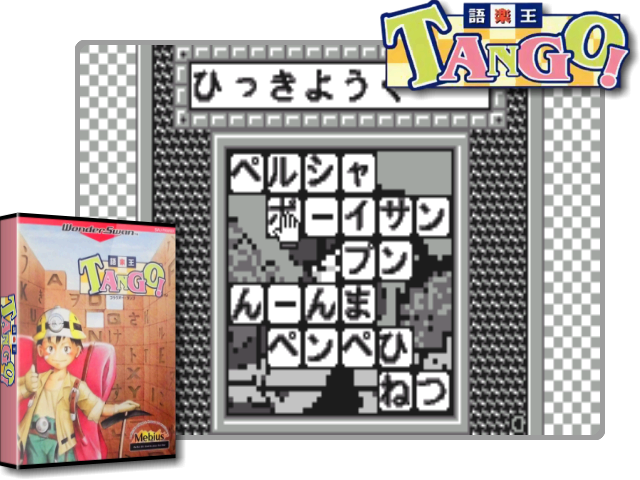 語楽王
TANGO!
ひっきようく
ペルシャ
ボーイサン
プン
んーんま
ペンペひ
ねつ
WonderSwan
語楽王
TANGO!
Mebius